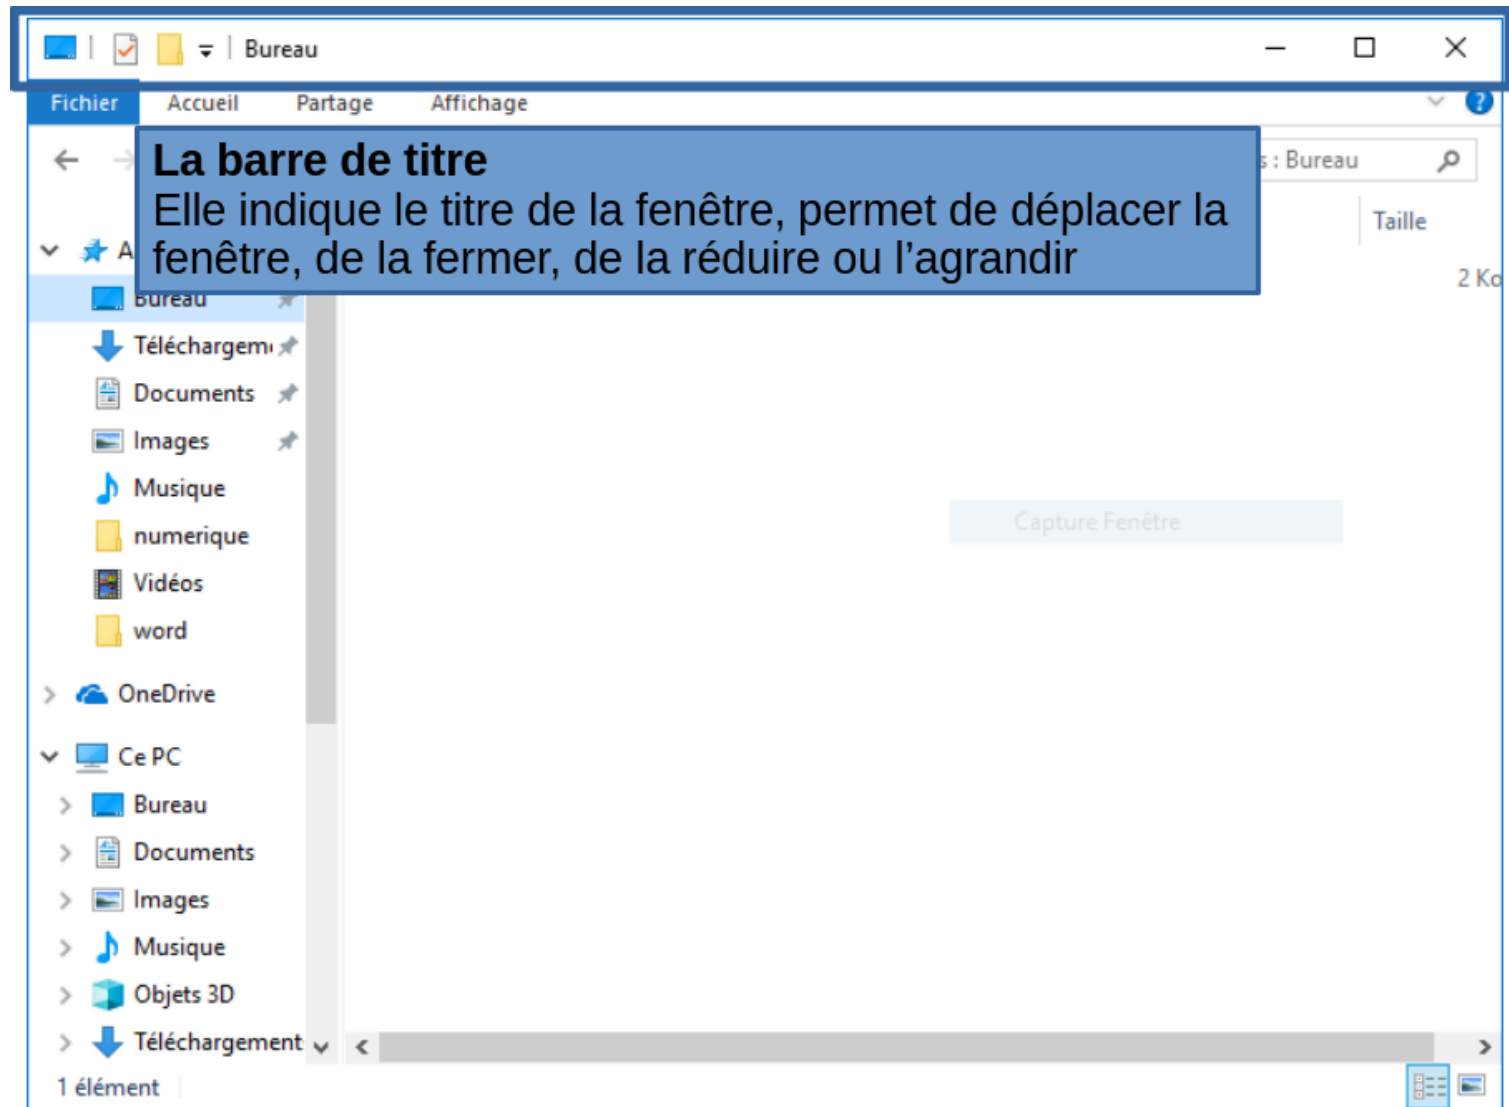 Bureau
Fichier Accueil Partage Affichage
La barre de titre
Elle indique le titre de la fenêtre, permet de déplacer la
fenêtre, de la fermer, de la réduire ou l’agrandir
: Bureau
Taille
2 Ko
Bureau
Téléchargem
Documents
Images
Musique
numerique
Vidéos
word
Capture Fenêtre
OneDrive
Ce PC
Bureau
Documents
Images
Musique
Objets 3D
Téléchargement
1 élément